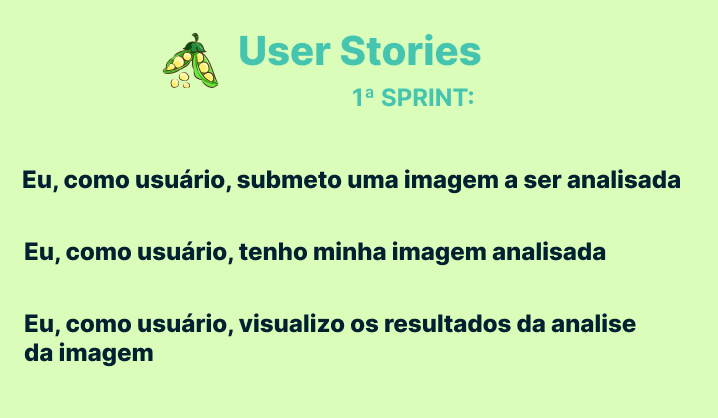 User Stories
1ª SPRINT:
Eu, como usuário, submeto uma imagem a ser analisada
Eu, como usuário, tenho minha imagem analisada
Eu, como usuário, visualizo os resultados da analise
da imagem